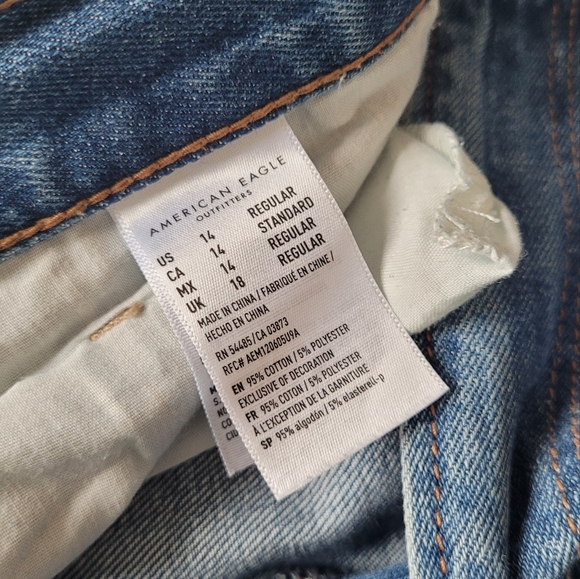 AMERICAN EAGLE
OUTFITTERS
US 14 REGULAR
CA 14 STANDARD
MX 14 REGULAR
UK 18 REGULAR
MADE IN CHINA / FABRIQUÉ EN CHINE /
HECHO EN CHINA
RN 54485 / CA 03873
RFC# AEM120605U9A
EN 95% COTTON / 5% POLYESTER
EXCLUSIVE OF DECORATION
FR 95% COTON / 5% POLYESTER
À L'EXCEPTION DE LA GARNITURE
SP 95% algodón / 5% elasterell-p